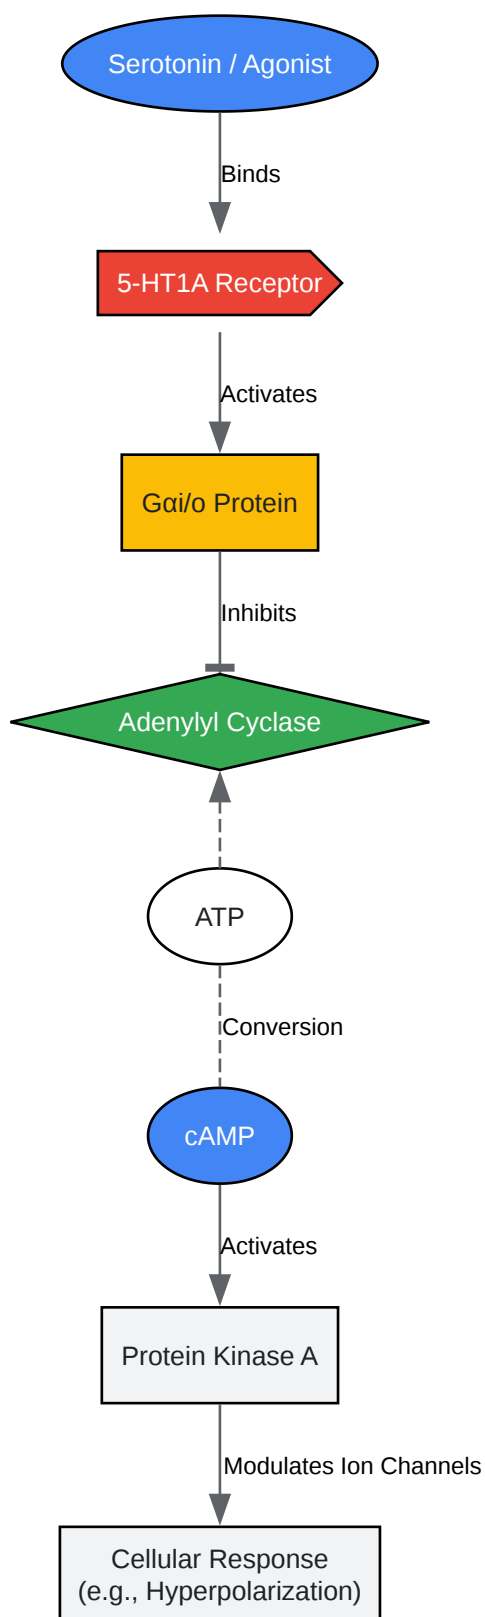 Serotonin / Agonist
Binds
5-HT1A Receptor
Activates
Gαi/o Protein
Inhibits
Adenylyl Cyclase
ATP
Conversion
cAMP
Activates
Protein Kinase A
Modulates Ion Channels
Cellular Response
(e.g., Hyperpolarization)